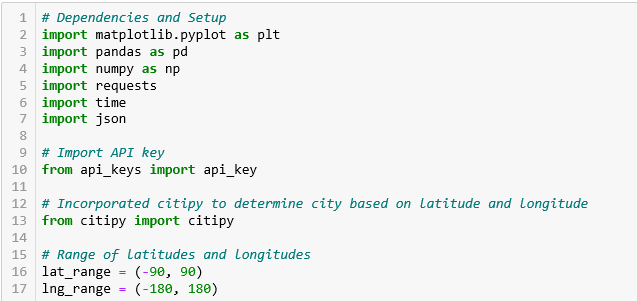 1 # Dependencies and Setup
2 import matplotlib.pyplot as plt
3 import pandas as pd
4 import numpy as np
5 import requests
6 import time
7 import json
8
9 # Import API key
10 from api_keys import api_key
11
12 # Incorporated citipy to determine city based on latitude and longitude
13 from citipy import citipy
14
15 # Range of latitudes and longitudes
16 lat_range = (-90, 90)
17 lng_range = (-180, 180)